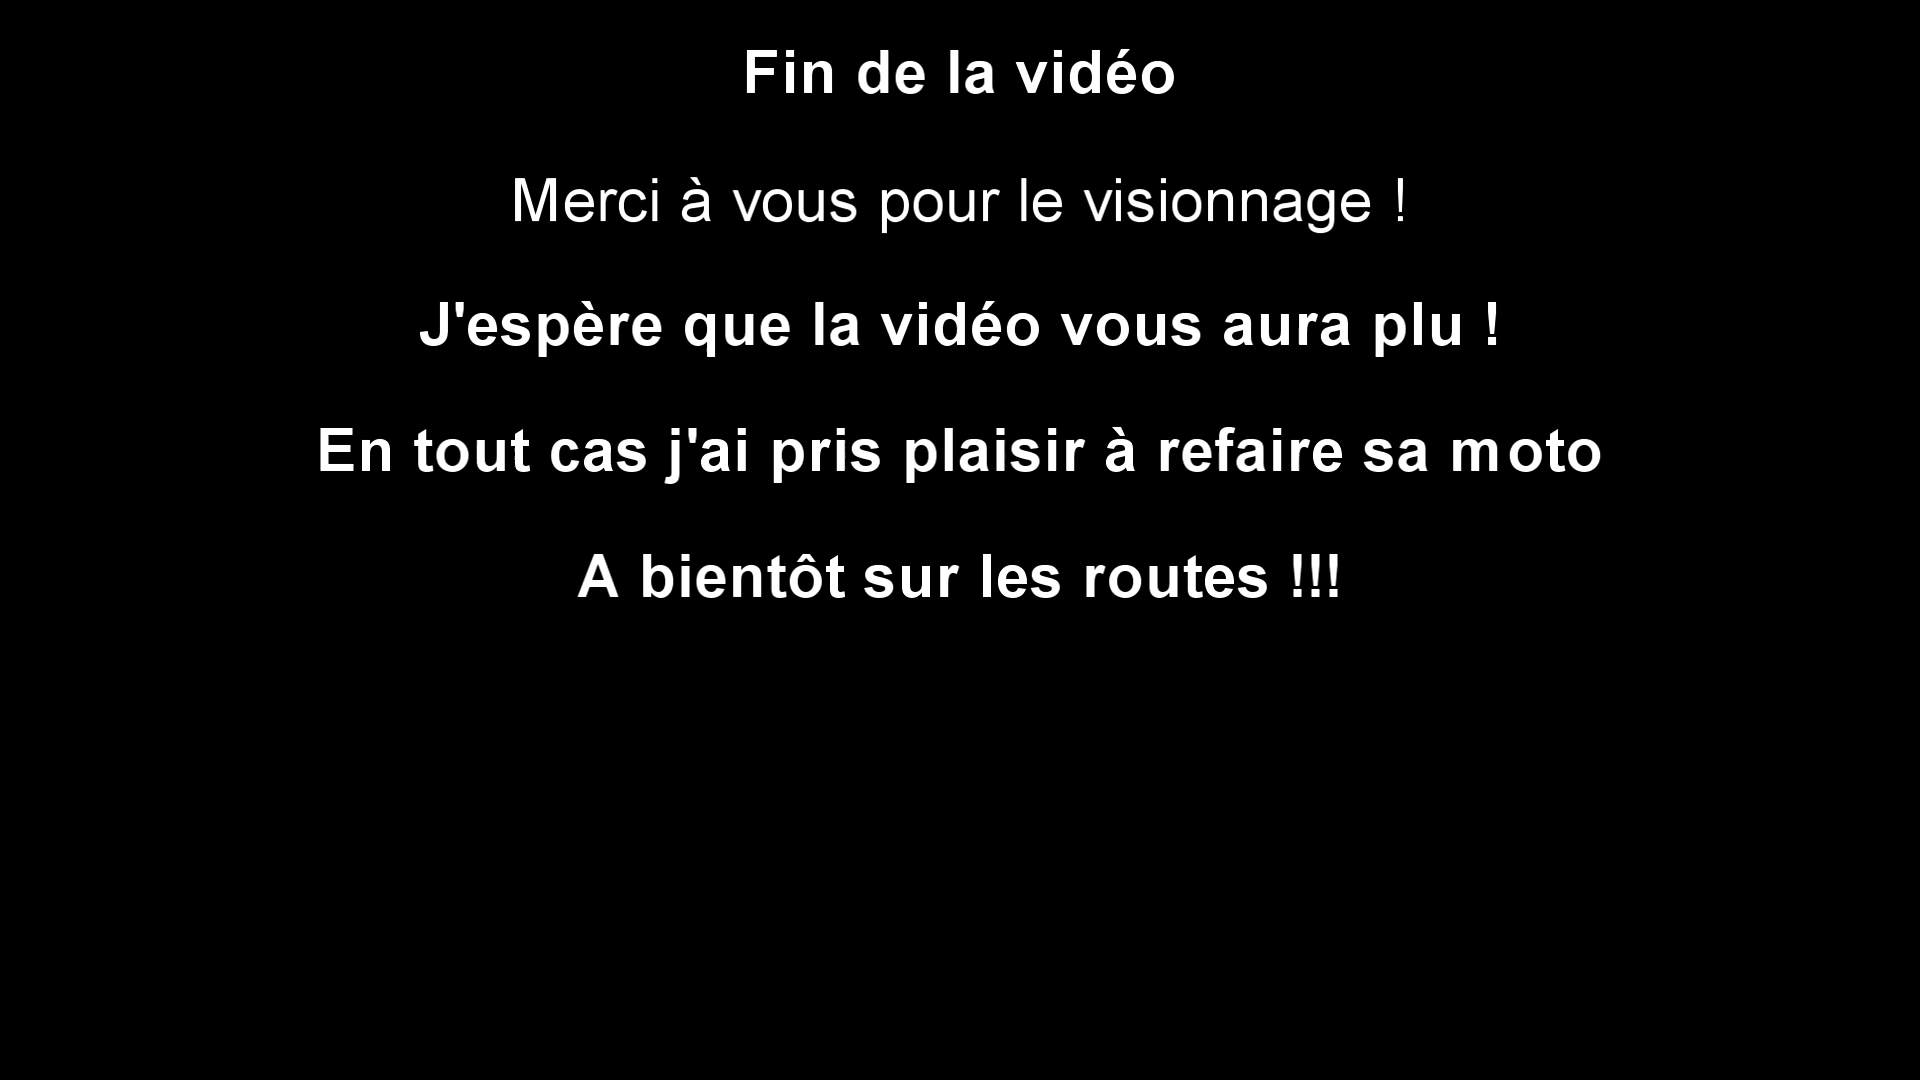 Fin de la vidéo
Merci à vous pour le visionnage !
J'espère que la vidéo vous aura plu !
En tout cas j'ai pris plaisir à refaire sa moto
A bientôt sur les routes !!!